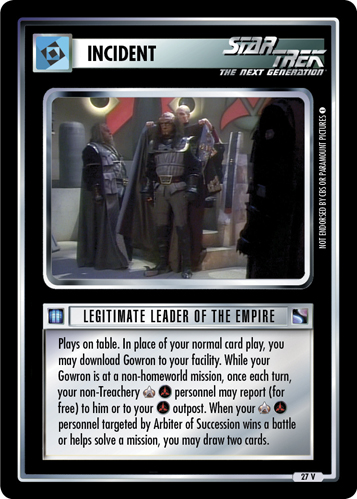 INCIDENT
STAR TREK
THE NEXT GENERATION
NOT ENDORSED BY CBS OR PARAMOUNT PICTURES
LEGITIMATE LEADER OF THE EMPIRE
Plays on table. In place of your normal card play, you
may download Gowron to your facility. While your
Gowron is at a non-homeworld mission, once each turn,
your non-Treachery personnel may report (for
free) to him or to your outpost. When your
personnel targeted by Arbiter of Succession wins a battle
or helps solve a mission, you may draw two cards.
27 V